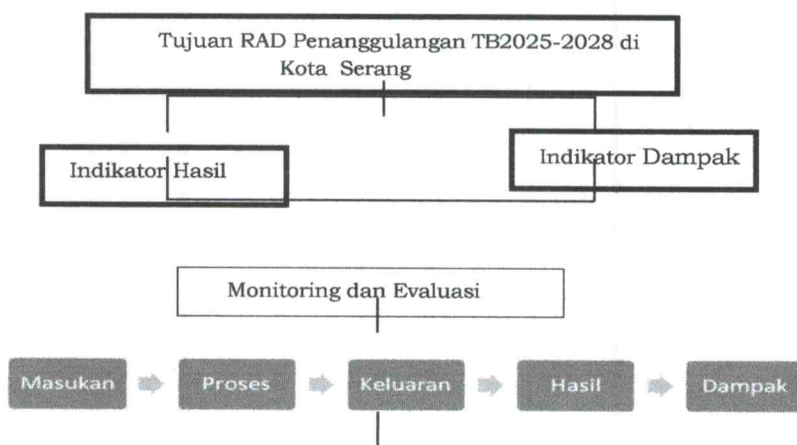 Tujuan RAD Penanggulangan TB2025-2028 di
Kota Serang
Indikator Hasil
Indikator Dampak
Monitoring dan Evaluasi
Masukan
Proses
Keluaran
Hasil
Dampak